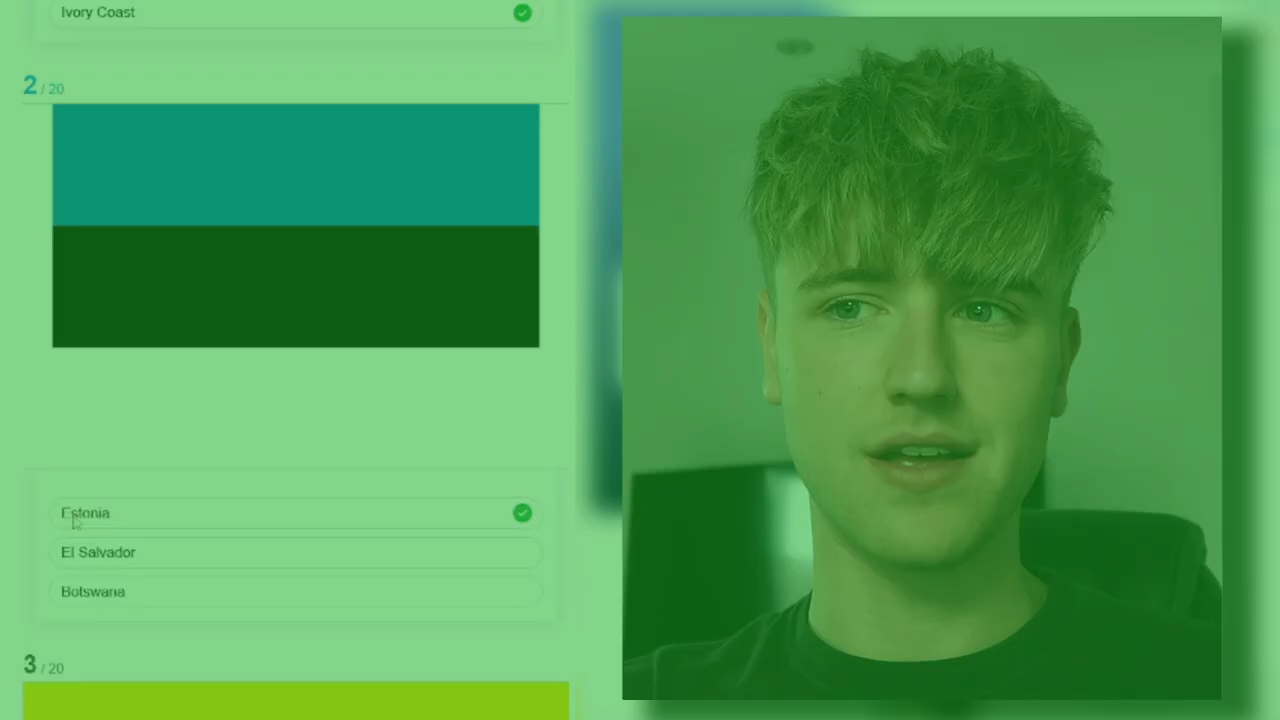 Ivory Coast
2 / 20
Estonia
El Salvador
Botswana
3 / 20